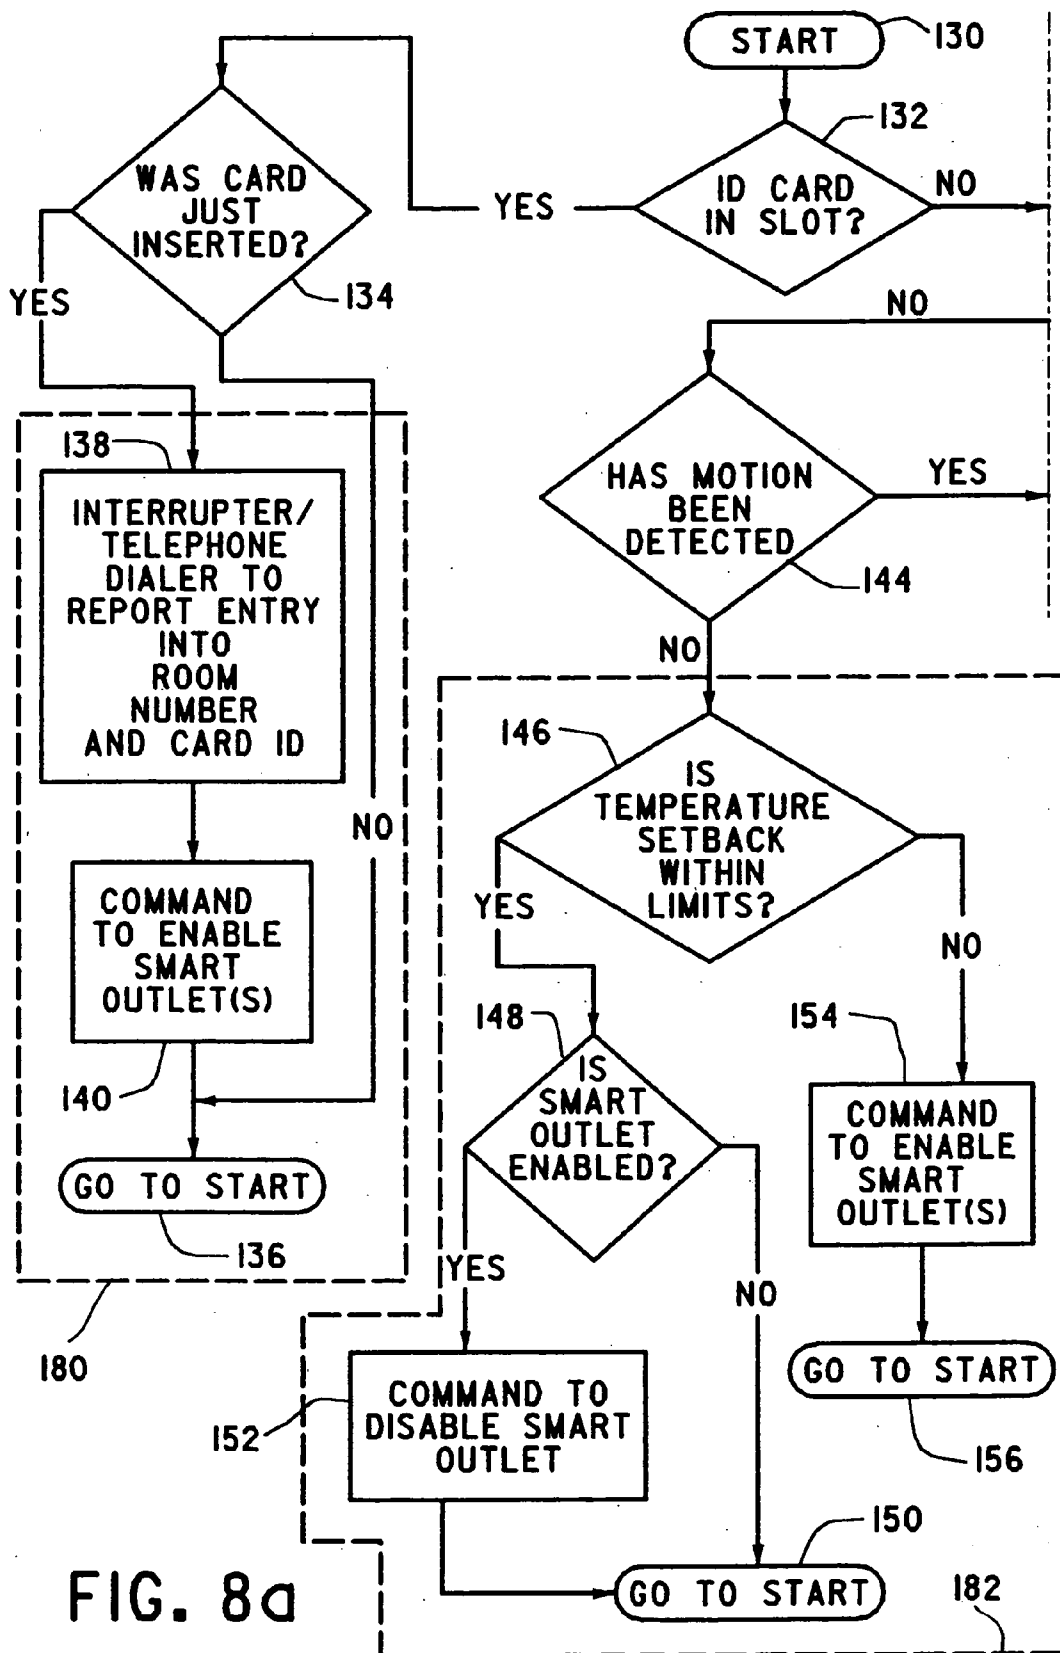 START
130
132
ID CARD
IN SLOT?
YES
NO
WAS CARD
JUST
INSERTED?
134
YES
NO
NO
138
INTERRUPTER/
TELEPHONE
DIALER TO
REPORT ENTRY
INTO
ROOM
NUMBER
AND CARD ID
COMMAND
TO ENABLE
SMART
OUTLET(S)
140
GO TO START
136
180
HAS MOTION
BEEN
DETECTED
YES
144
NO
146
IS
TEMPERATURE
SETBACK
WITHIN
LIMITS?
YES
NO
148
IS
SMART
OUTLET
ENABLED?
YES
NO
154
COMMAND
TO ENABLE
SMART
OUTLET(S)
GO TO START
156
152
COMMAND TO
DISABLE SMART
OUTLET
150
GO TO START
182
FIG. 8a